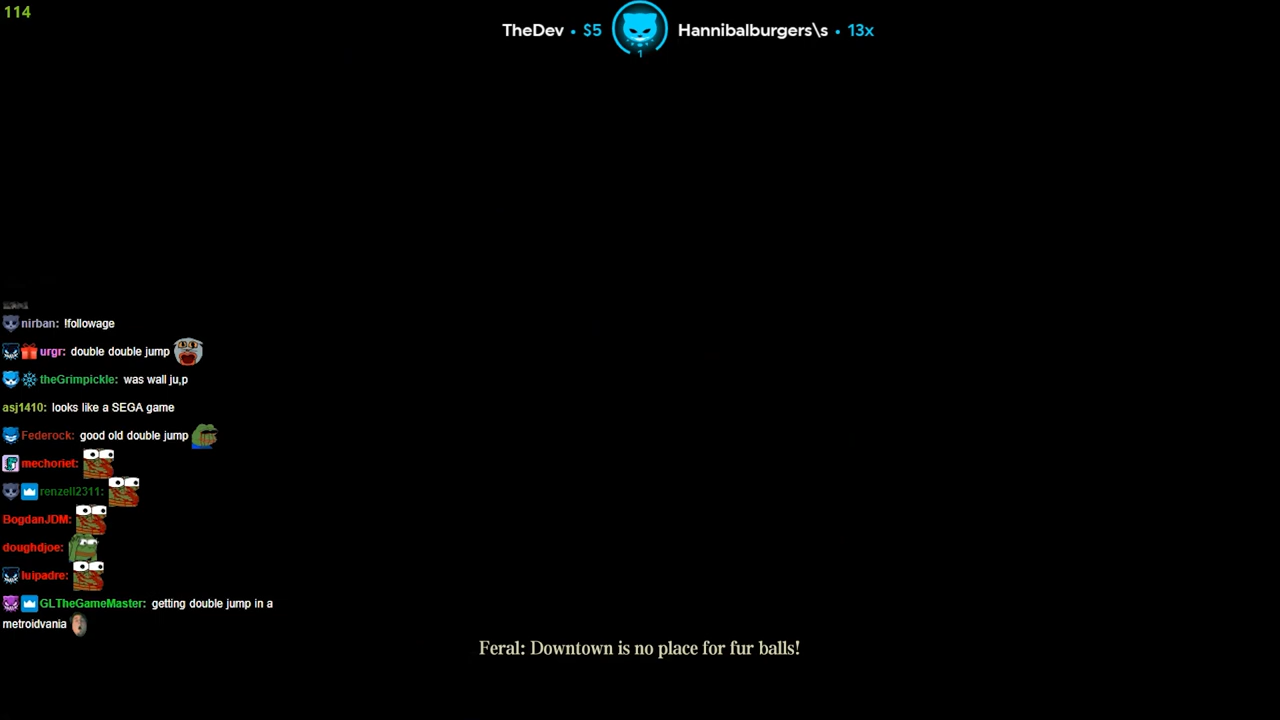 114
TheDev • $5
Hannibalburgers\s • 13x
1
nirban: !followage
urgr: double double jump
theGrimpickle: was wall ju,p
asj1410: looks like a SEGA game
Federock: good old double jump
mechoriet:
renzell2311:
BogdanJDM:
doughdjoe:
luipadre:
GLTheGameMaster: getting double jump in a
metroidvania
Feral: Downtown is no place for fur balls!